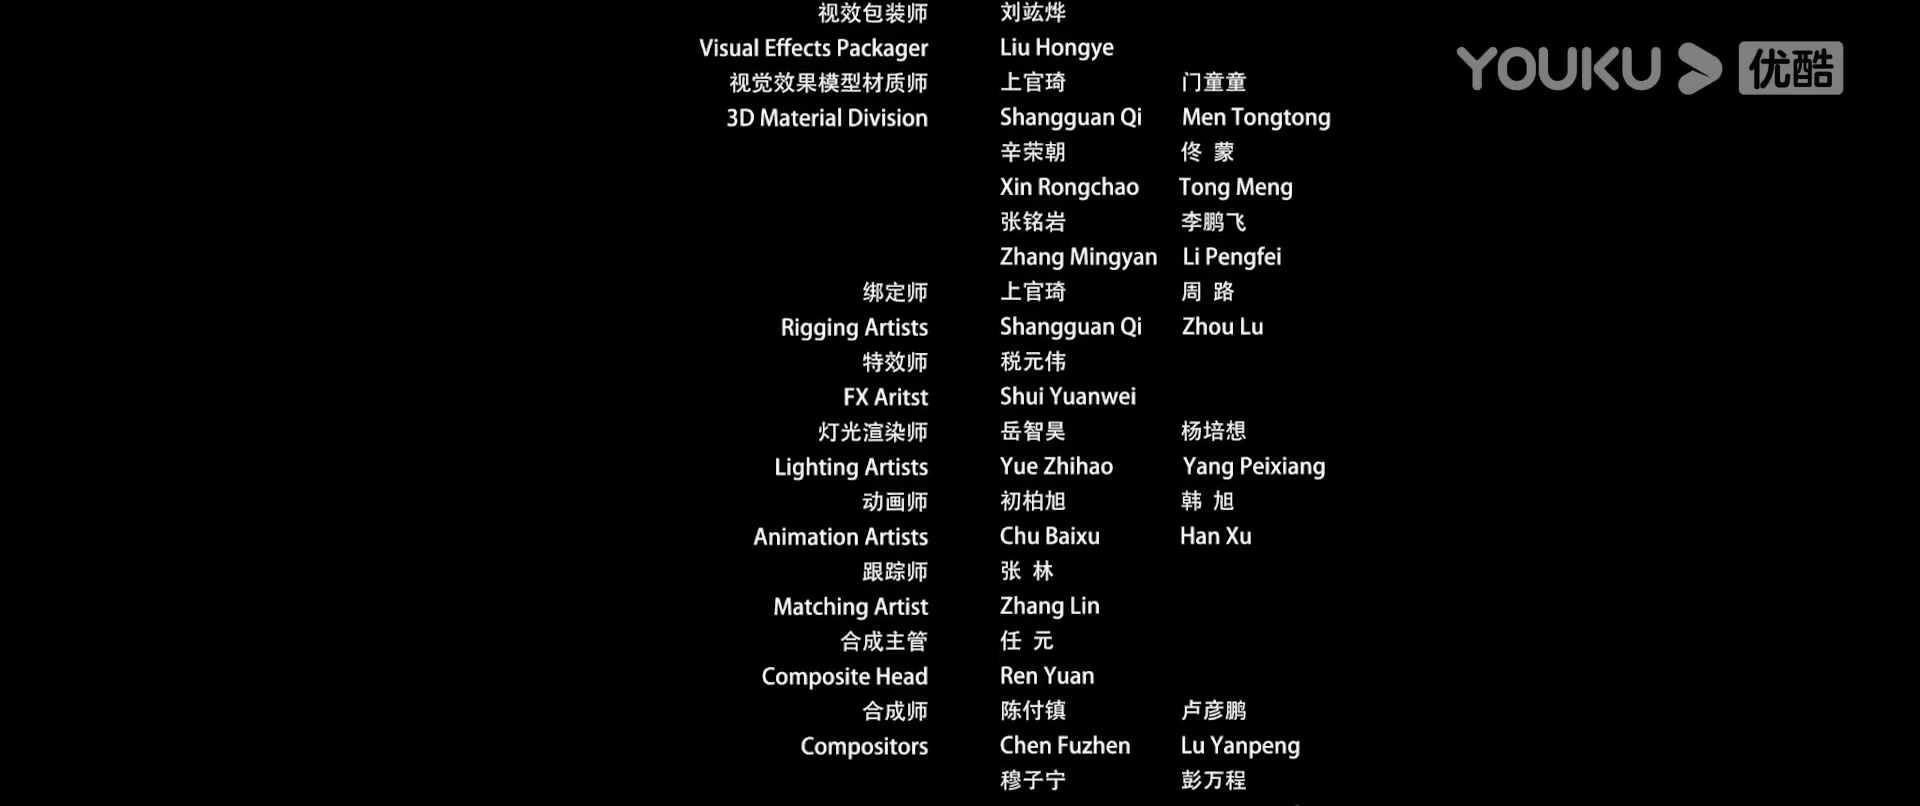 视效包装师 刘竑烨
Visual Effects Packager Liu Hongye
YOUKU 优酷
视觉效果模型材质师 上官琦 门童童
3D Material Division Shangguan Qi Men Tongtong
辛荣朝 佟 蒙
Xin Rongchao Tong Meng
张铭岩 李鹏飞
Zhang Mingyan Li Pengfei
绑定师 上官琦 周 路
Rigging Artists Shangguan Qi Zhou Lu
特效师 税元伟
FX Aritst Shui Yuanwei
灯光渲染师 岳智昊 杨培想
Lighting Artists Yue Zhihao Yang Peixiang
动画师 初柏旭 韩 旭
Animation Artists Chu Baixu Han Xu
跟踪师 张 林
Matching Artist Zhang Lin
合成主管 任 元
Composite Head Ren Yuan
合成师 陈付镇 卢彦鹏
Compositors Chen Fuzhen Lu Yanpeng
穆子宁 彭万程